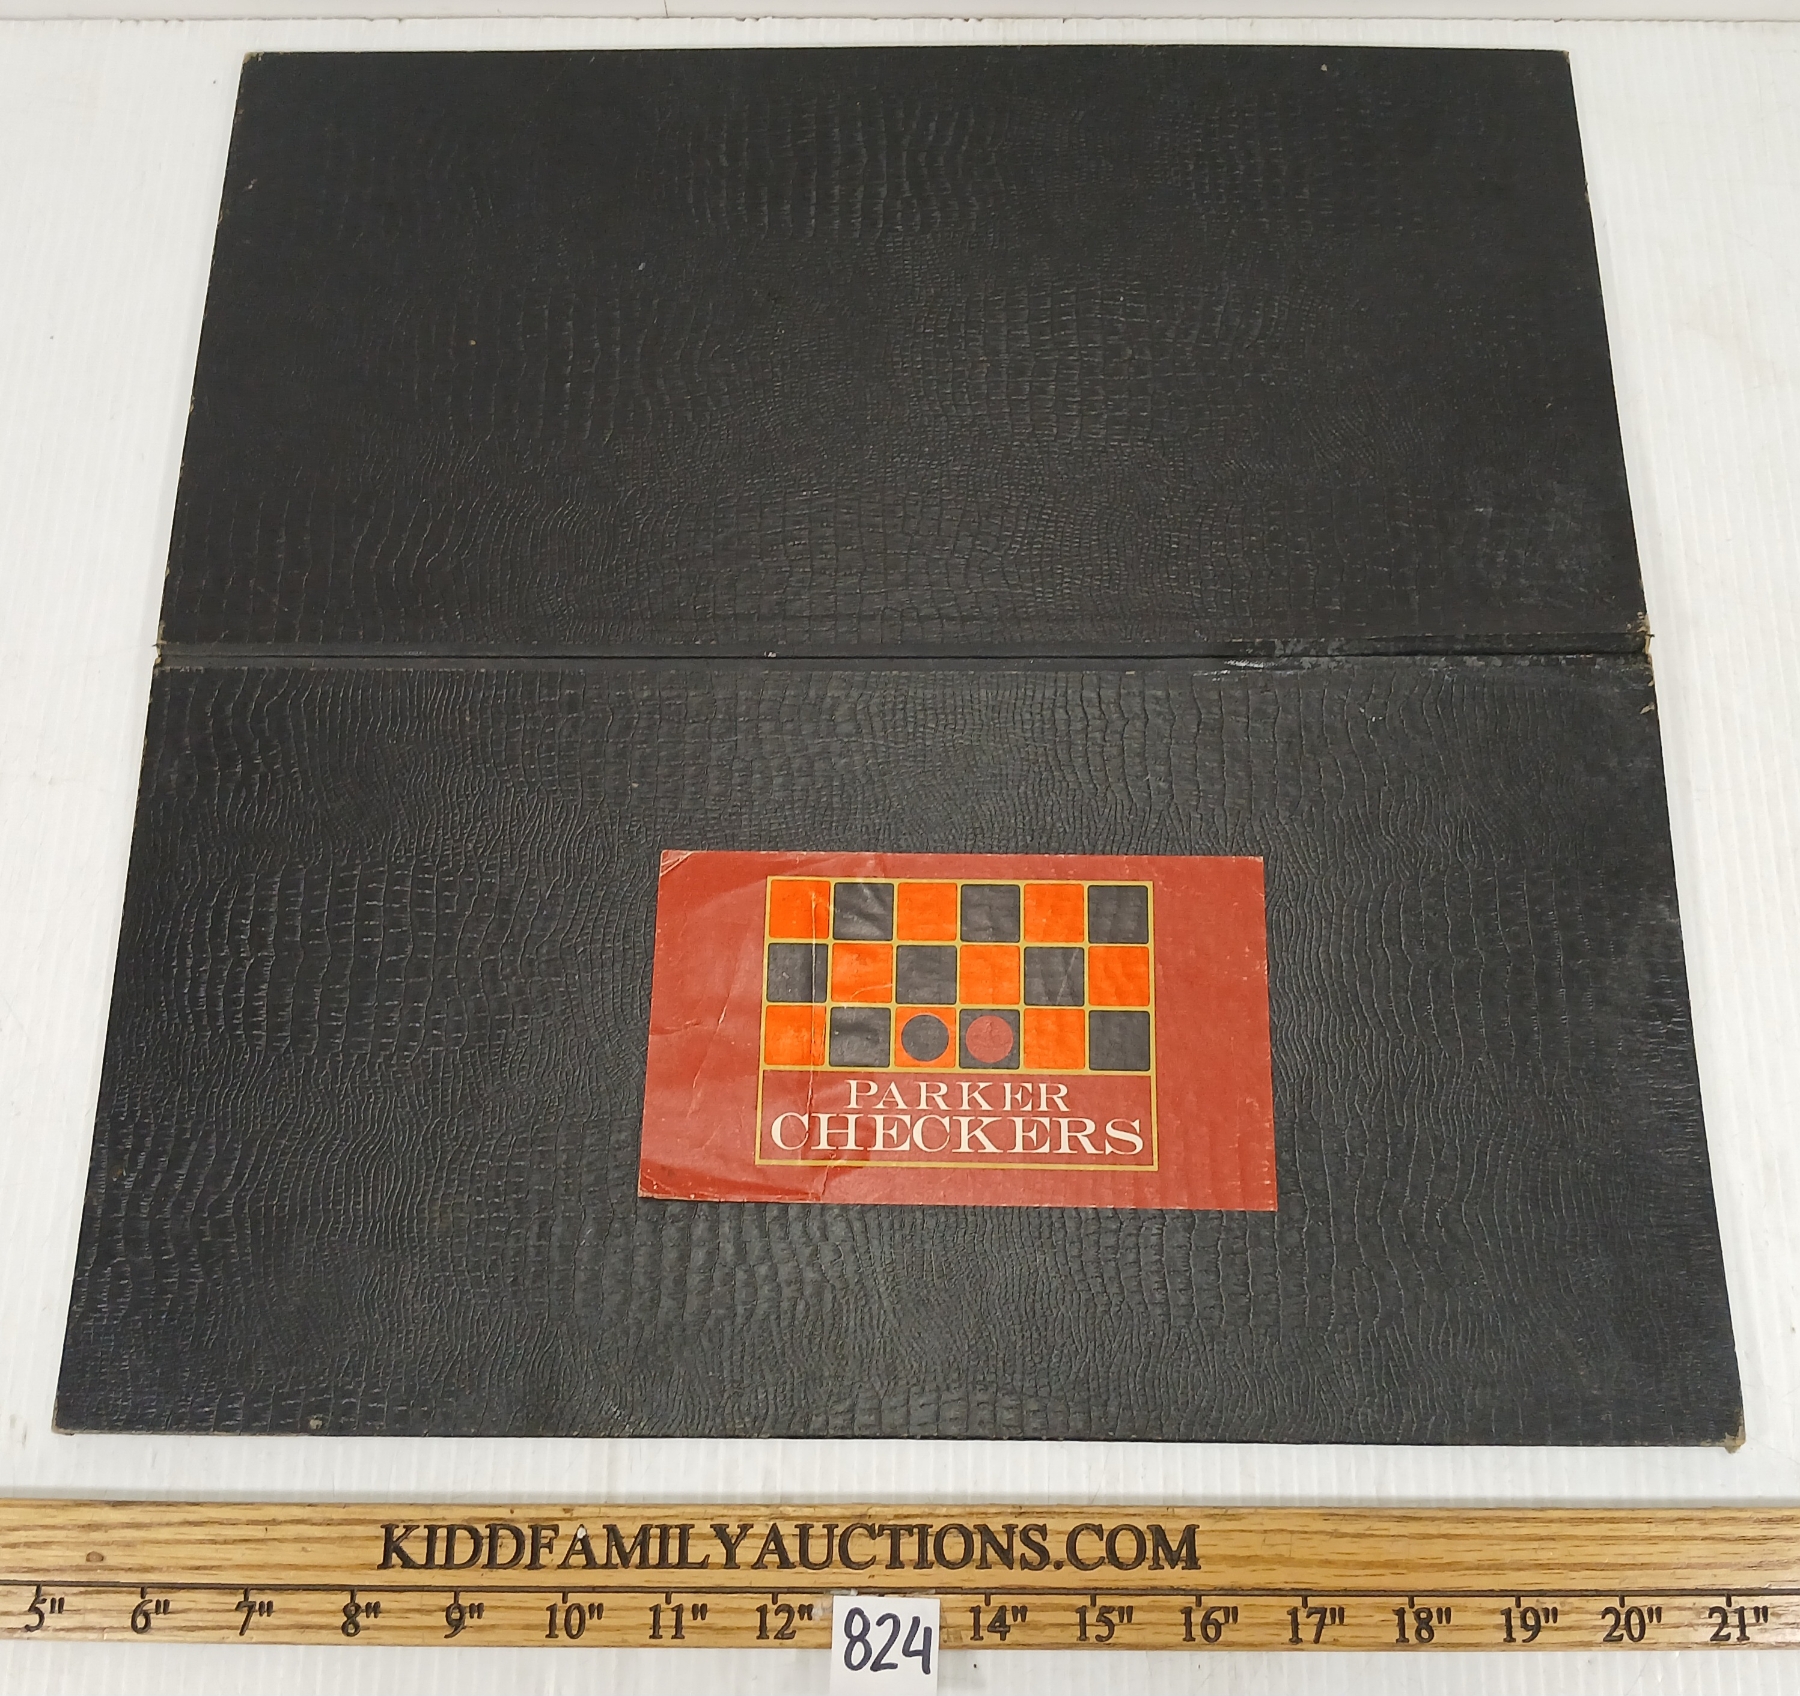 PARKER
CHECKERS
KIDDFAMILYAUCTIONS.COM
5" 6" 7" 8" 9" 10" 11" 12" 14" 15" 16" 17" 18" 19" 20" 21"
824